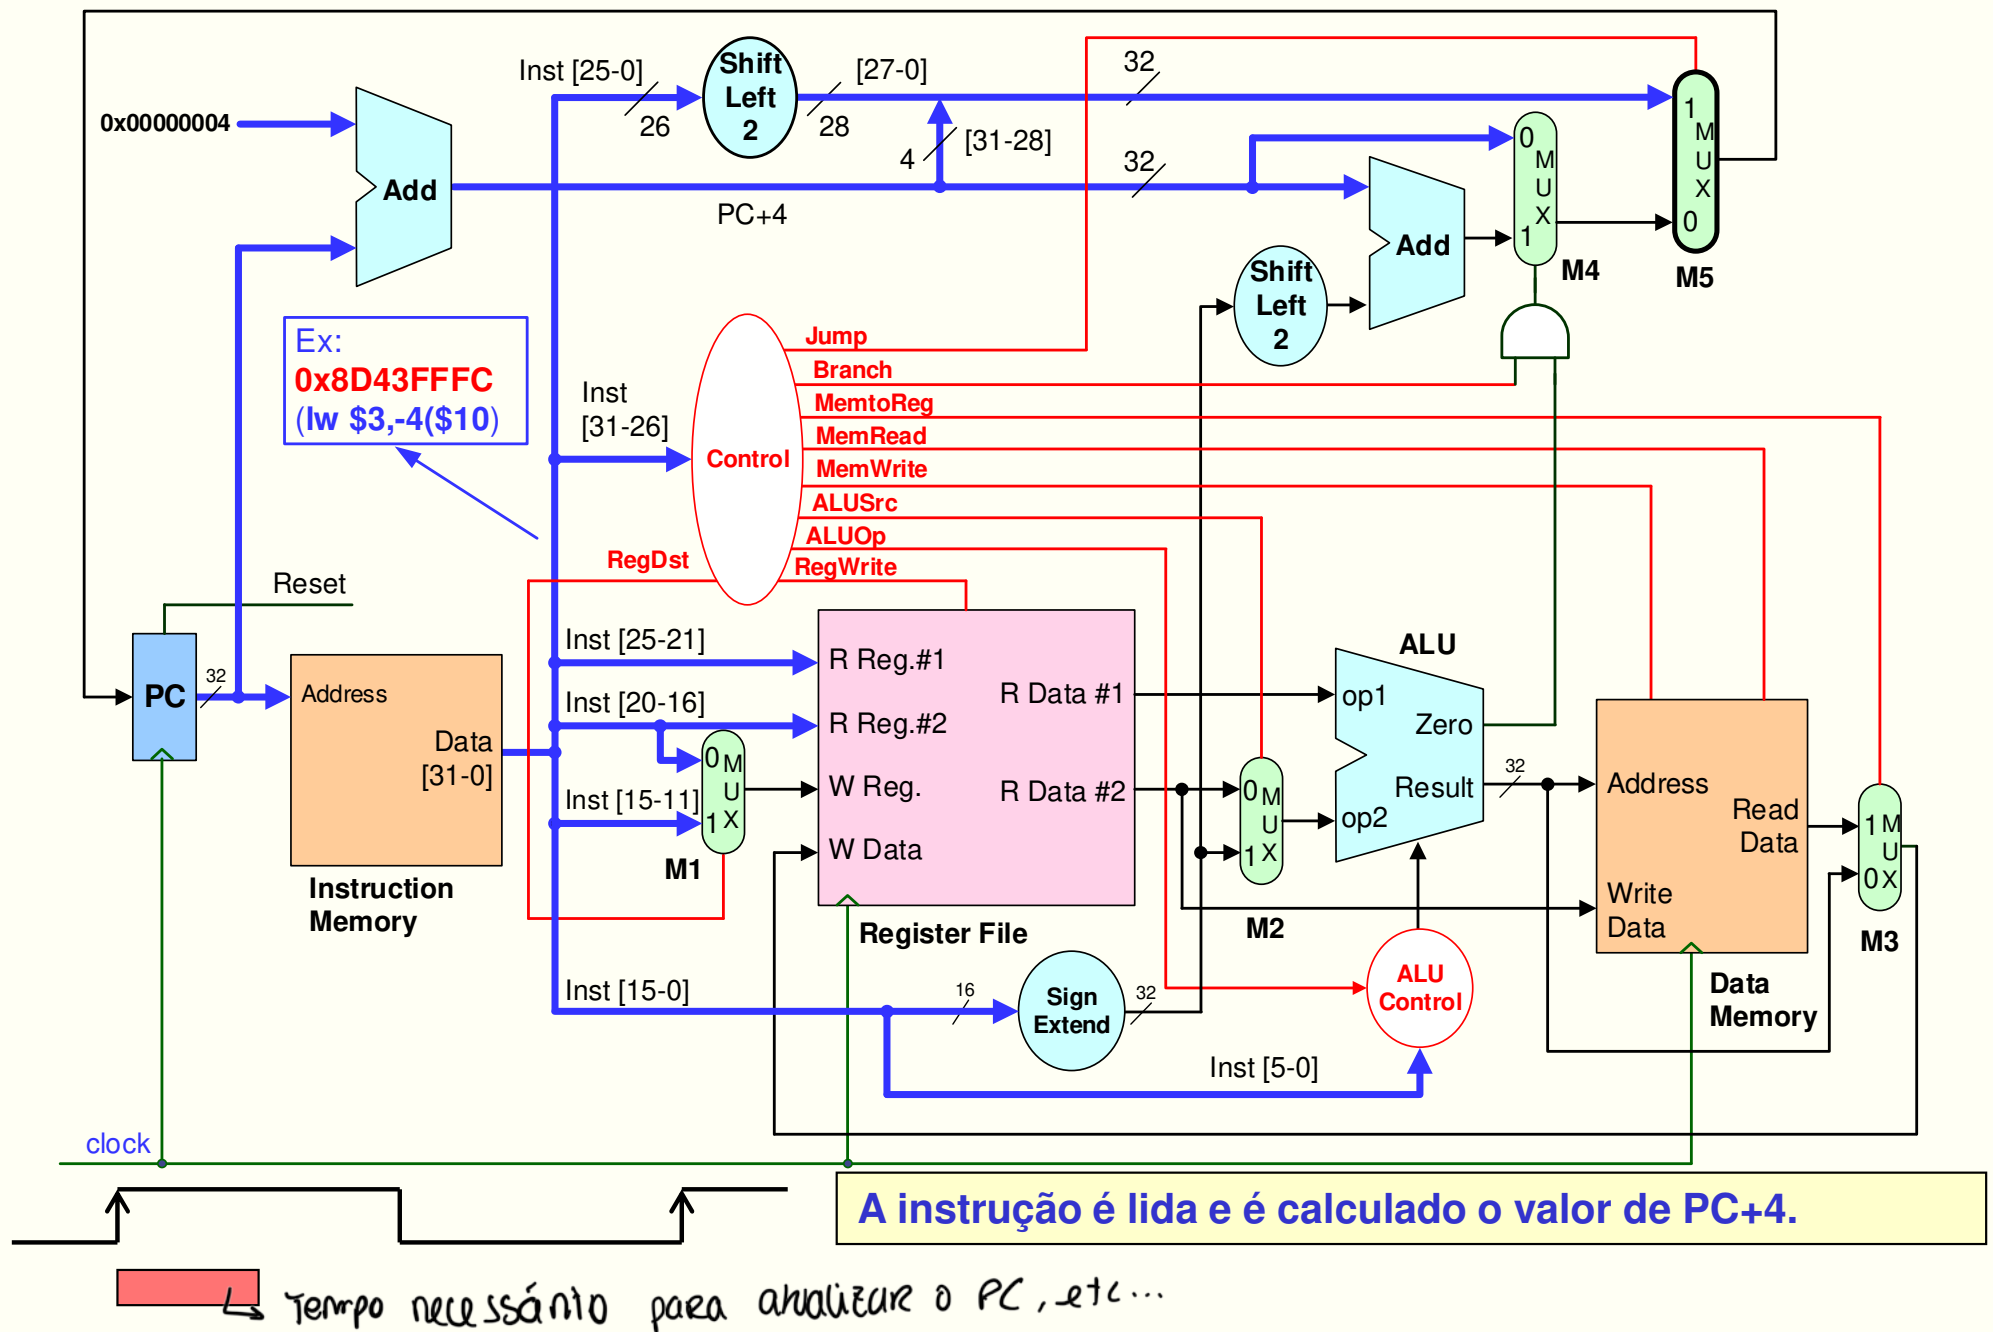 Inst [25-0]
26
Shift
Left
2
[27-0]
28
32
0x00000004
Add
4
[31-28]
32
PC+4
0
M
U
X
1
M4
1
M
U
X
0
M5
Add
Shift
Left
2
Ex:
0x8D43FFFC
(lw $3,-4($10)
Inst
[31-26]
Control
Jump
Branch
MemtoReg
MemRead
MemWrite
ALUSrc
ALUOp
RegWrite
RegDst
Reset
PC
32
Address
Data
[31-0]
Instruction
Memory
Inst [25-21]
Inst [20-16]
Inst [15-11]
0 M
U
1 X
M1
R Reg.#1
R Reg.#2
W Reg.
W Data
R Data #1
R Data #2
Register File
0 M
U
1 X
M2
ALU
op1
Zero
Result
op2
32
Address
Read
Data
Write
Data
Data
Memory
1 M
U
0 X
M3
Inst [15-0]
16
Sign
Extend
32
ALU
Control
Inst [5-0]
clock
A instrução é lida e é calculado o valor de PC+4.
Tempo necessário para atualizar o PC, etc...